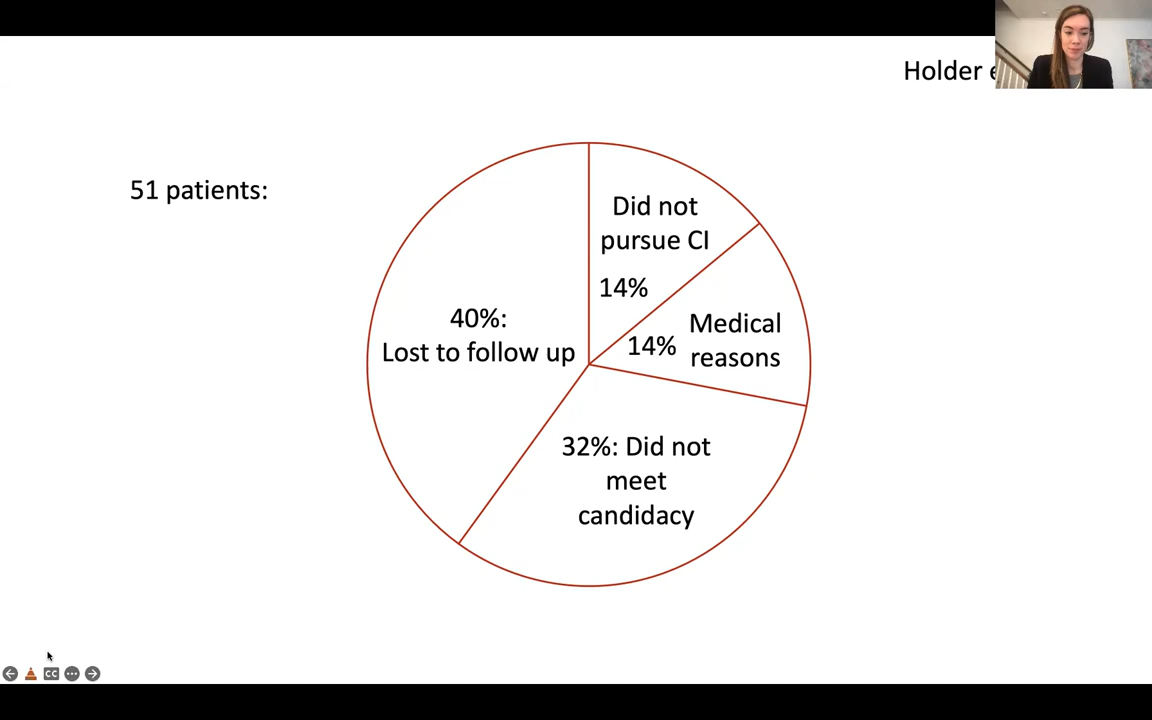 Holder
51 patients:
Did not
pursue CI
14%
Medical
14%
reasons
40%:
Lost to follow up
32%: Did not
meet
candidacy
CC